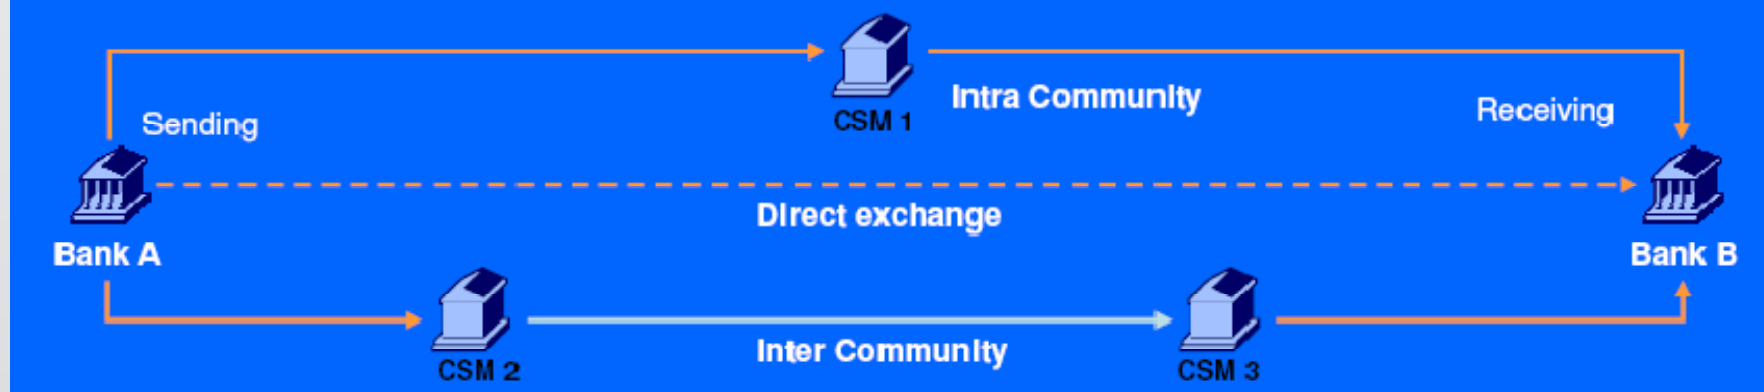 CSM 1
Intra Community
Sending
Receiving
Direct exchange
Bank A
Bank B
Inter Community
CSM 2
CSM 3